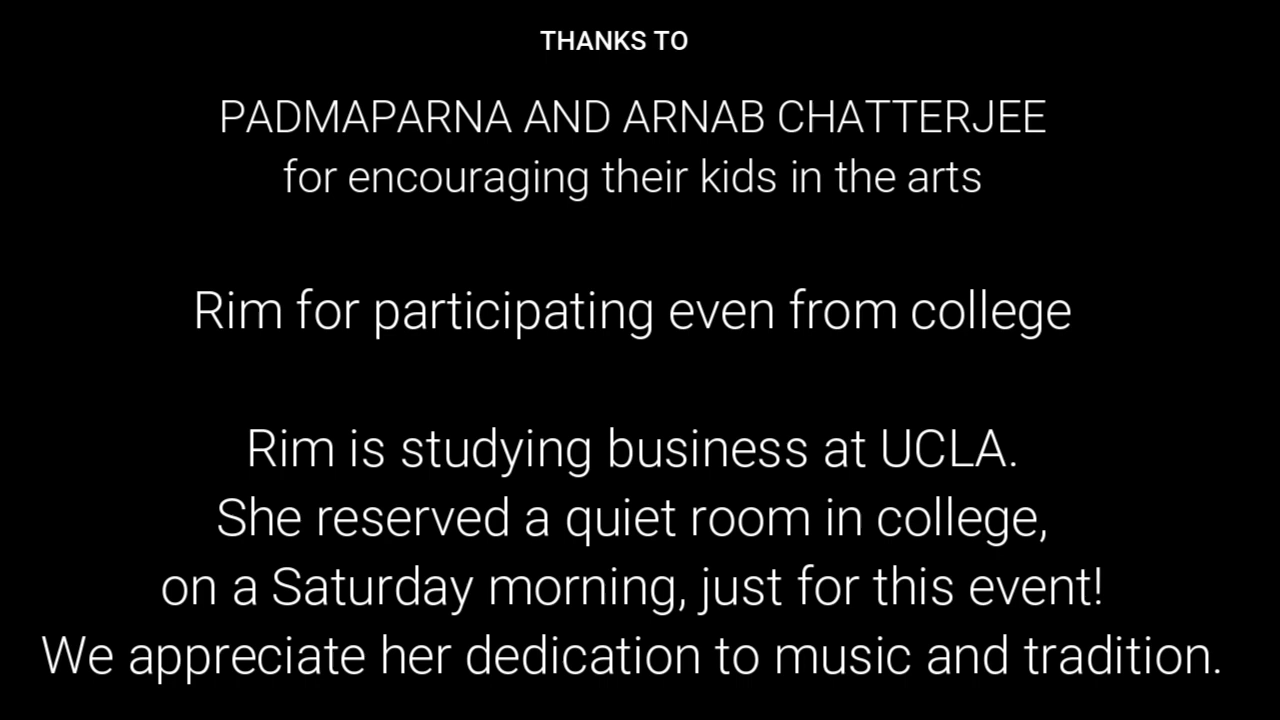 THANKS TO
PADMAPARNA AND ARNAB CHATTERJEE
for encouraging their kids in the arts
Rim for participating even from college
Rim is studying business at UCLA.
She reserved a quiet room in college,
on a Saturday morning, just for this event!
We appreciate her dedication to music and tradition.